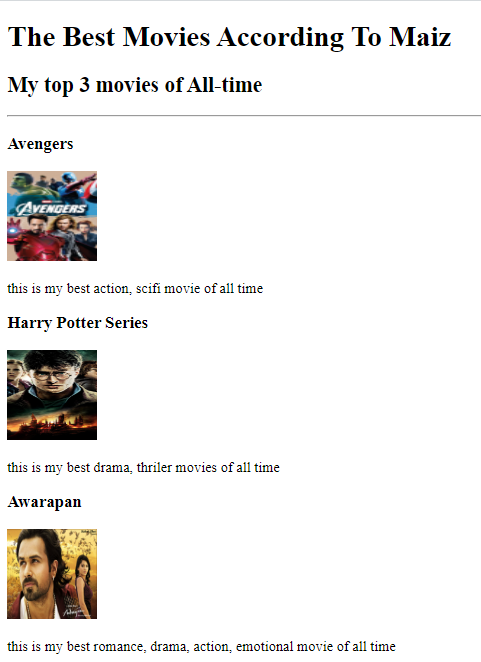 The Best Movies According To Maiz
My top 3 movies of All-time
Avengers
AVENGERS
this is my best action, scifi movie of all time
Harry Potter Series
this is my best drama, thriler movies of all time
Awarapan
this is my best romance, drama, action, emotional movie of all time